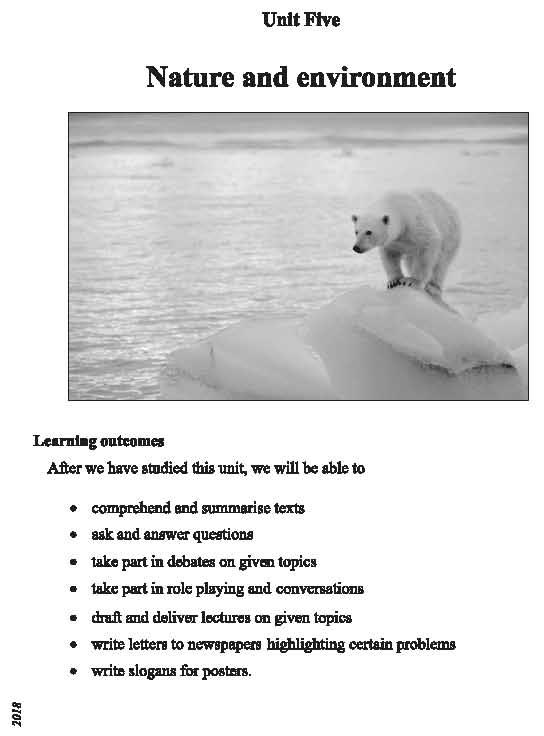 Unit Five
Nature and environment
Learning outcomes
After we have studied this unit, we will be able to
• comprehend and summarise texts
• ask and answer questions
• take part in debates on given topics
• take part in role playing and conversations
• draft and deliver lectures on given topics
• write letters to newspapers highlighting certain problems
• write slogans for posters.
2018